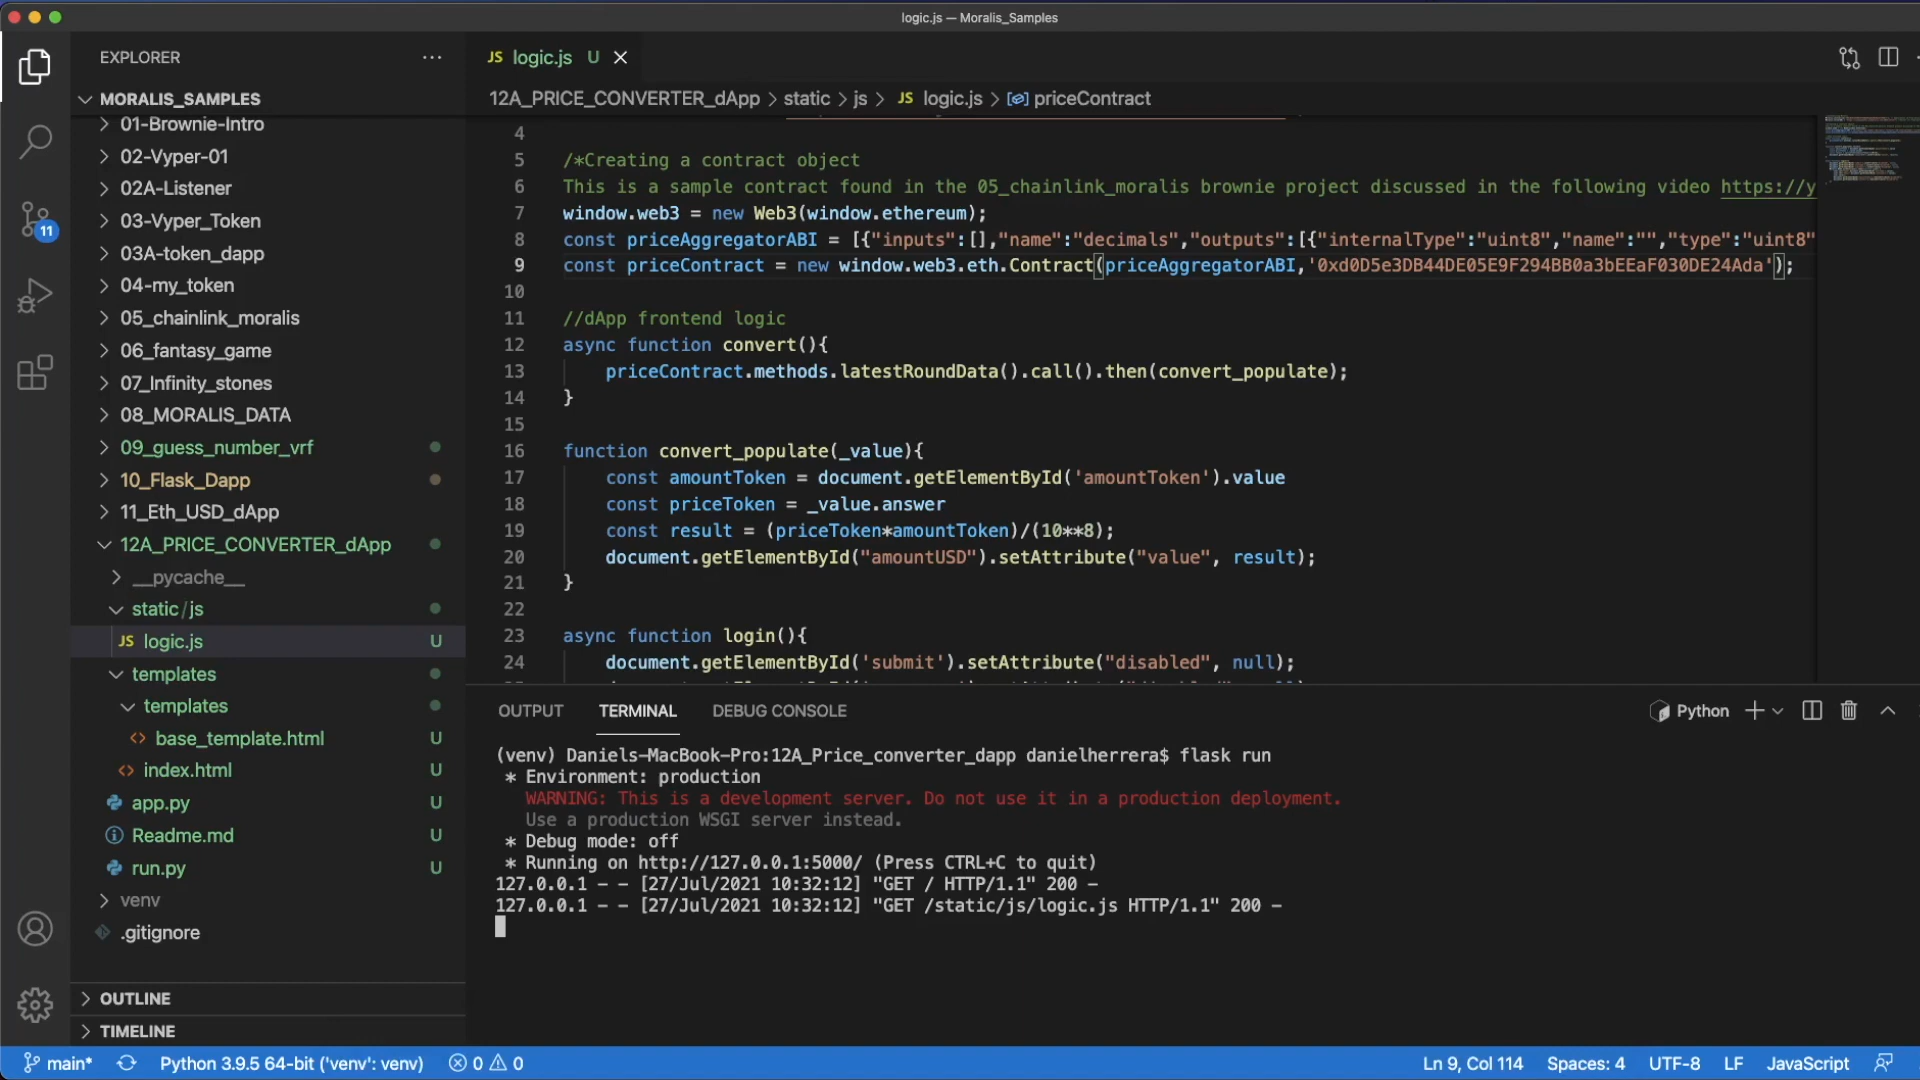 logic.js — Moralis_Samples
EXPLORER
MORALIS_SAMPLES
01-Brownie-Intro
02-Vyper-01
02A-Listener
03-Vyper_Token
03A-token_dapp
04-my_token
05_chainlink_moralis
06_fantasy_game
07_Infinity_stones
08_MORALIS_DATA
09_guess_number_vrf
10_Flask_Dapp
11_Eth_USD_dApp
12A_PRICE_CONVERTER_dApp
__pycache__
static/js
JS logic.js U
templates
templates
<> base_template.html U
<> index.html U
app.py U
Readme.md U
run.py U
venv
.gitignore
OUTLINE
TIMELINE
11
JS logic.js U
12A_PRICE_CONVERTER_dApp > static > js > JS logic.js > priceContract
4
5 /*Creating a contract object
6 This is a sample contract found in the 05_chainlink_moralis brownie project discussed in the following video https://y
7 window.web3 = new Web3(window.ethereum);
8 const priceAggregatorABI = [{"inputs":[],"name":"decimals","outputs":[{"internalType":"uint8","name":"","type":"uint8"
9 const priceContract = new window.web3.eth.Contract(priceAggregatorABI,'0xd0D5e3DB44DE05E9F294BB0a3bEEaF030DE24Ada');
10
11 //dApp frontend logic
12 async function convert(){
13 priceContract.methods.latestRoundData().call().then(convert_populate);
14 }
15
16 function convert_populate(_value){
17 const amountToken = document.getElementById('amountToken').value
18 const priceToken = _value.answer
19 const result = (priceToken*amountToken)/(10**8);
20 document.getElementById("amountUSD").setAttribute("value", result);
21 }
22
23 async function login(){
24 document.getElementById('submit').setAttribute("disabled", null);
OUTPUT TERMINAL DEBUG CONSOLE Python
(venv) Daniels-MacBook-Pro:12A_Price_converter_dapp danielherrera$ flask run
* Environment: production
WARNING: This is a development server. Do not use it in a production deployment.
Use a production WSGI server instead.
* Debug mode: off
* Running on http://127.0.0.1:5000/ (Press CTRL+C to quit)
127.0.0.1 - - [27/Jul/2021 10:32:12] "GET / HTTP/1.1" 200 -
127.0.0.1 - - [27/Jul/2021 10:32:12] "GET /static/js/logic.js HTTP/1.1" 200 -
main* Python 3.9.5 64-bit ('venv': venv) 0 0 Ln 9, Col 114 Spaces: 4 UTF-8 LF JavaScript